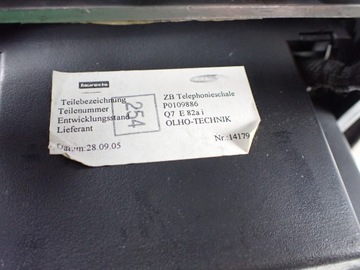 Teilebezeichnung ZB Telephonieschale
Teilenummer P0109886
Entwicklungsstand Q7 E 82a i
Lieferant OLHO-TECHNIK
254
Datum:28.09.05 Nr.:14179